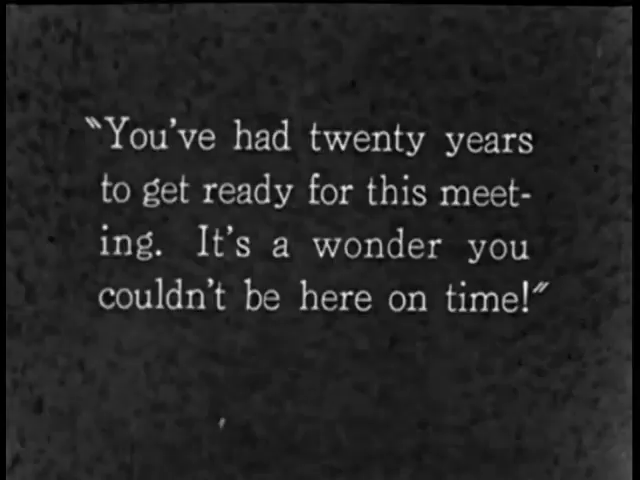 "You've had twenty years
to get ready for this meet-
ing. It's a wonder you
couldn't be here on time!"